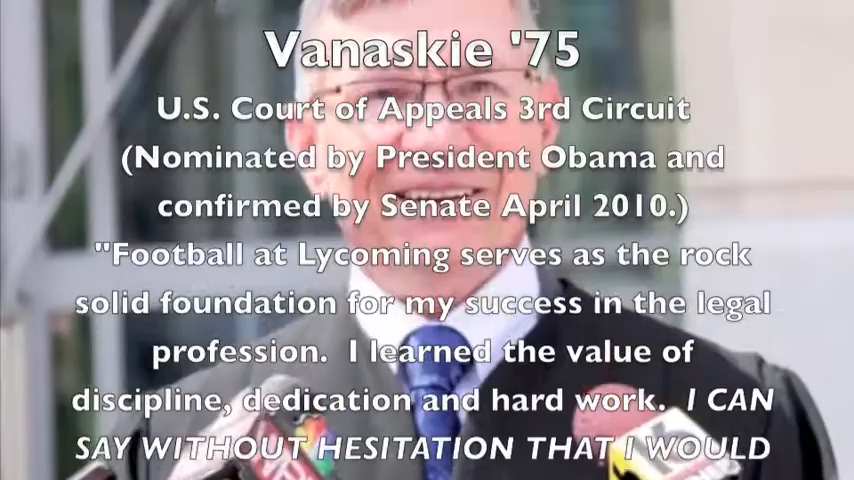 Vanaskie '75
U.S. Court of Appeals 3rd Circuit
(Nominated by President Obama and
confirmed by Senate April 2010.)
"Football at Lycoming serves as the rock
solid foundation for my success in the legal
profession.  I learned the value of
discipline, dedication and hard work.  I CAN
SAY WITHOUT HESITATION THAT I WOULD